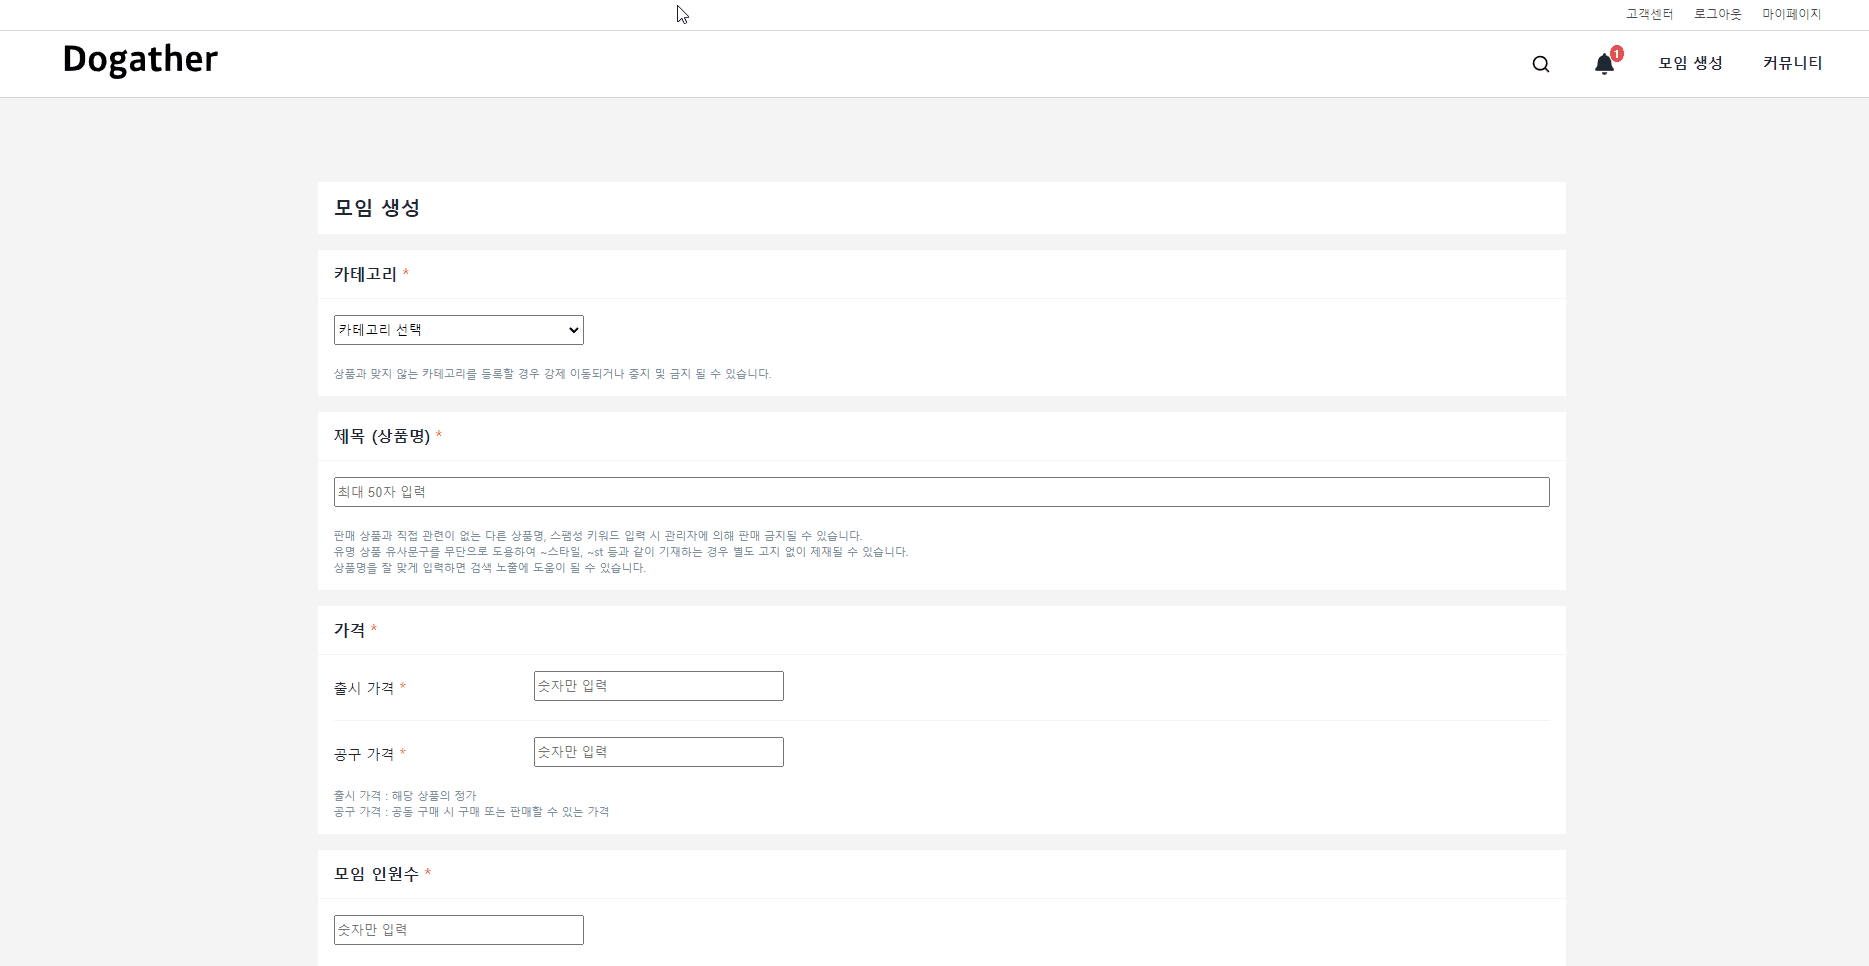 고객센터 로그아웃 마이페이지
Dogather
1
모임 생성 커뮤니티
모임 생성
카테고리 *
카테고리 선택
상품과 맞지 않는 카테고리를 등록할 경우 강제 이동되거나 중지 및 금지 될 수 있습니다.
제목 (상품명) *
최대 50자 입력
판매 상품과 직접 관련이 없는 다른 상품명, 스팸성 키워드 입력 시 관리자에 의해 판매 금지될 수 있습니다.
유명 상품 유사문구를 무단으로 도용하여 ~스타일, ~st 등과 같이 기재하는 경우 별도 고지 없이 제재될 수 있습니다.
상품명을 잘 맞게 입력하면 검색 노출에 도움이 될 수 있습니다.
가격 *
출시 가격 * 숫자만 입력
공구 가격 * 숫자만 입력
출시 가격 : 해당 상품의 정가
공구 가격 : 공동 구매 시 구매 또는 판매할 수 있는 가격
모임 인원수 *
숫자만 입력